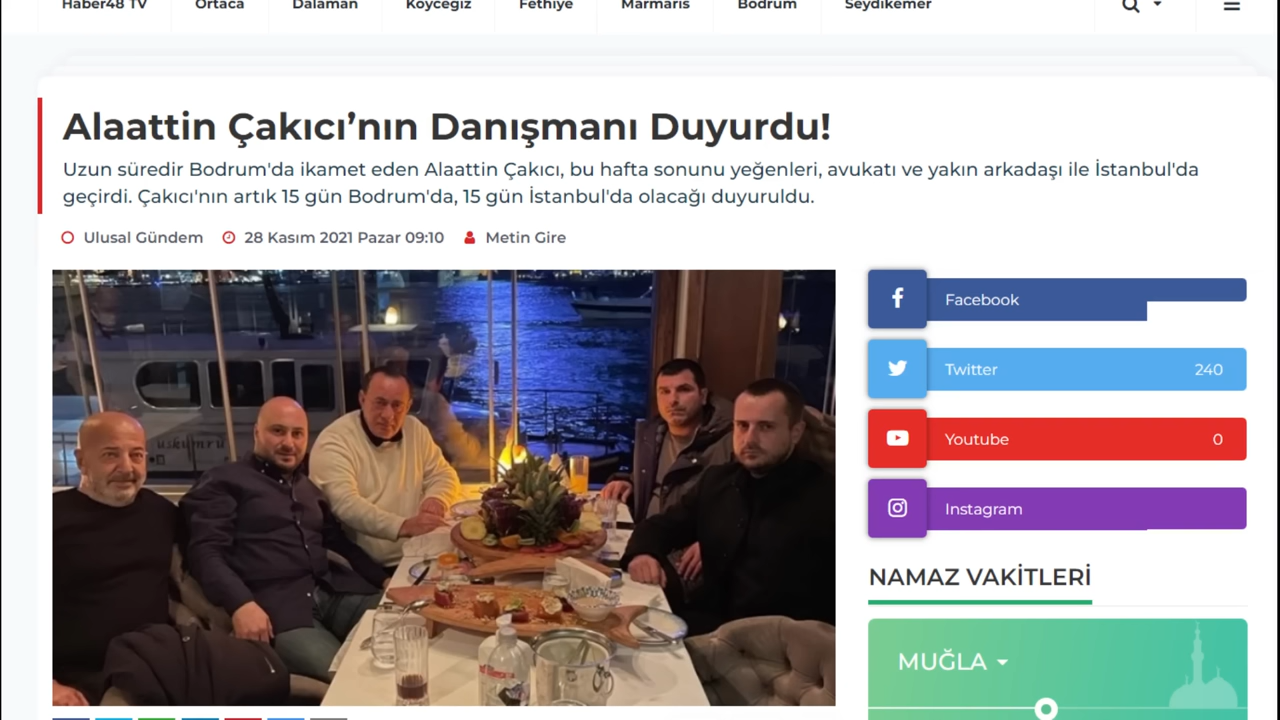 Haber48 TV Ortaca Dalaman Köyceğiz Fethiye Marmaris Bodrum Seydikemer
Alaattin Çakıcı’nın Danışmanı Duyurdu!
Uzun süredir Bodrum'da ikamet eden Alaattin Çakıcı, bu hafta sonunu yeğenleri, avukatı ve yakın arkadaşı ile İstanbul'da
geçirdi. Çakıcı'nın artık 15 gün Bodrum'da, 15 gün İstanbul'da olacağı duyuruldu.
Ulusal Gündem 28 Kasım 2021 Pazar 09:10 Metin Gire
Facebook
Twitter 240
Youtube 0
Instagram
NAMAZ VAKİTLERİ
MUĞLA